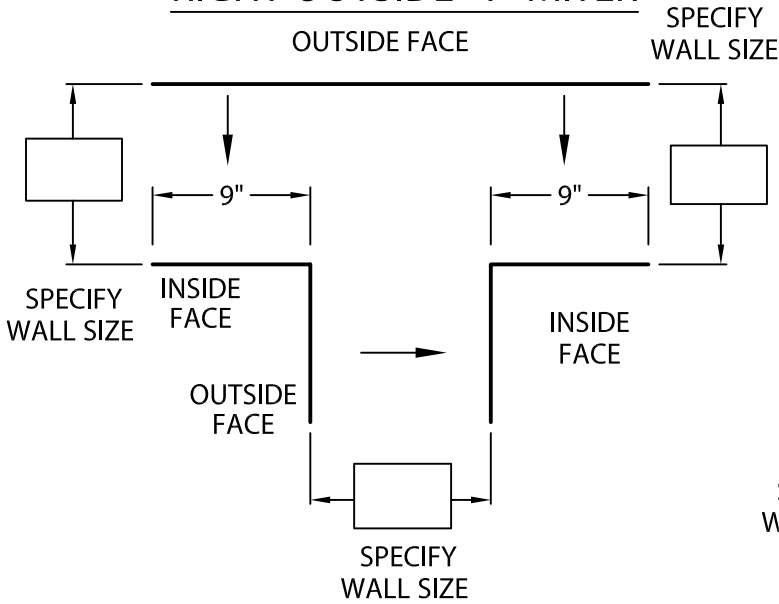 OUTSIDE FACE
SPECIFY
WALL SIZE
9"
9"
INSIDE
FACE
SPECIFY
WALL SIZE
INSIDE
FACE
OUTSIDE
FACE
SPECIFY
WALL SIZE